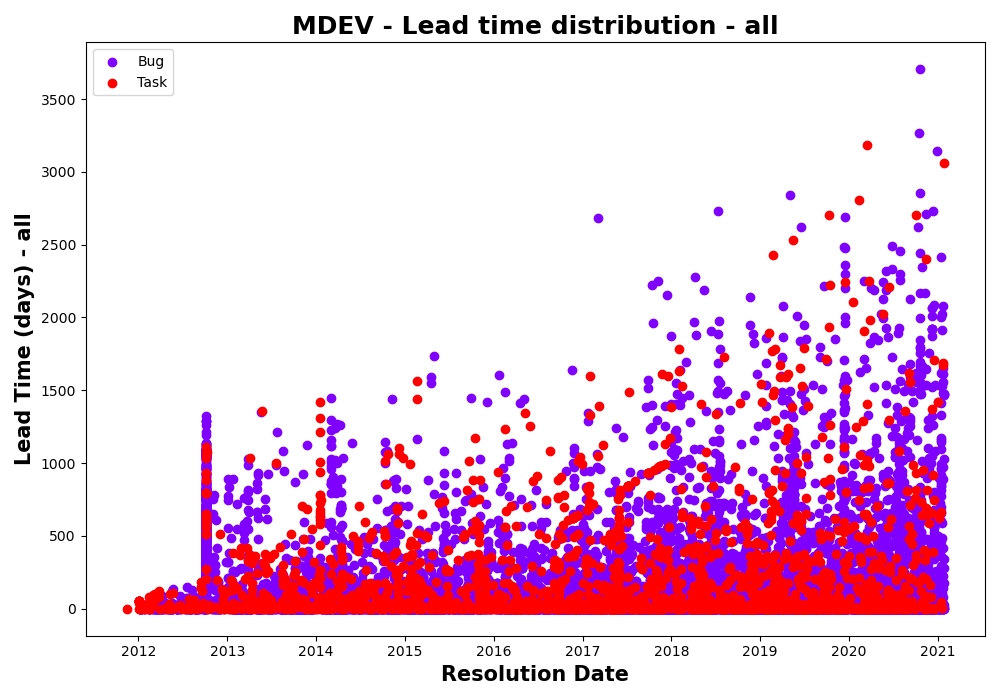 MDEV - Lead time distribution - all
Bug
Task
Lead Time (days) - all
3500
3000
2500
2000
1500
1000
500
0
2012 2013 2014 2015 2016 2017 2018 2019 2020 2021
Resolution Date